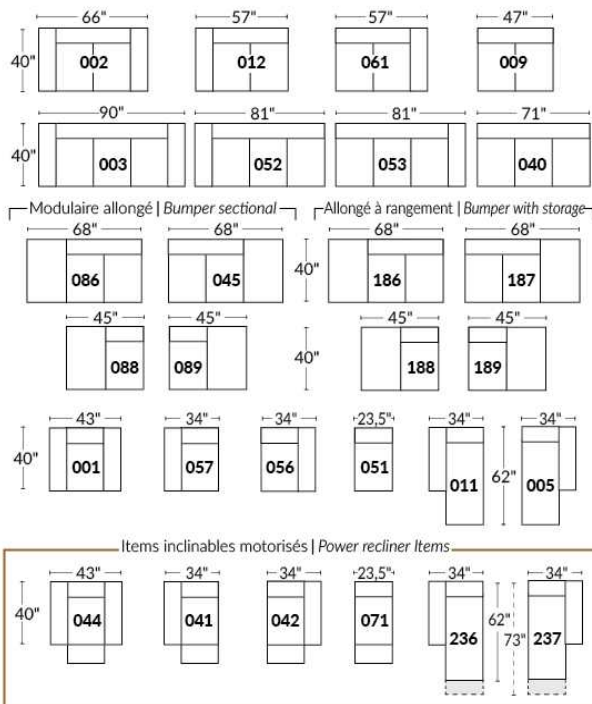 66" 57" 57" 47"
40" 002 012 061 009
90" 81" 81" 71"
40" 003 052 053 040
Modulaire allongé | Bumper sectional Allongé à rangement | Bumper with storage
68" 68" 68" 68"
086 045 40" 186 187
45" 45" 45" 45"
088 089 40" 188 189
43" 34" 34" 23,5" 34" 34"
40" 001 057 056 051 011 62" 005
Items inclinables motorisés | Power recliner Items
43" 34" 34" 23,5" 34" 34"
40" 044 041 042 071 236 62" 73" 237